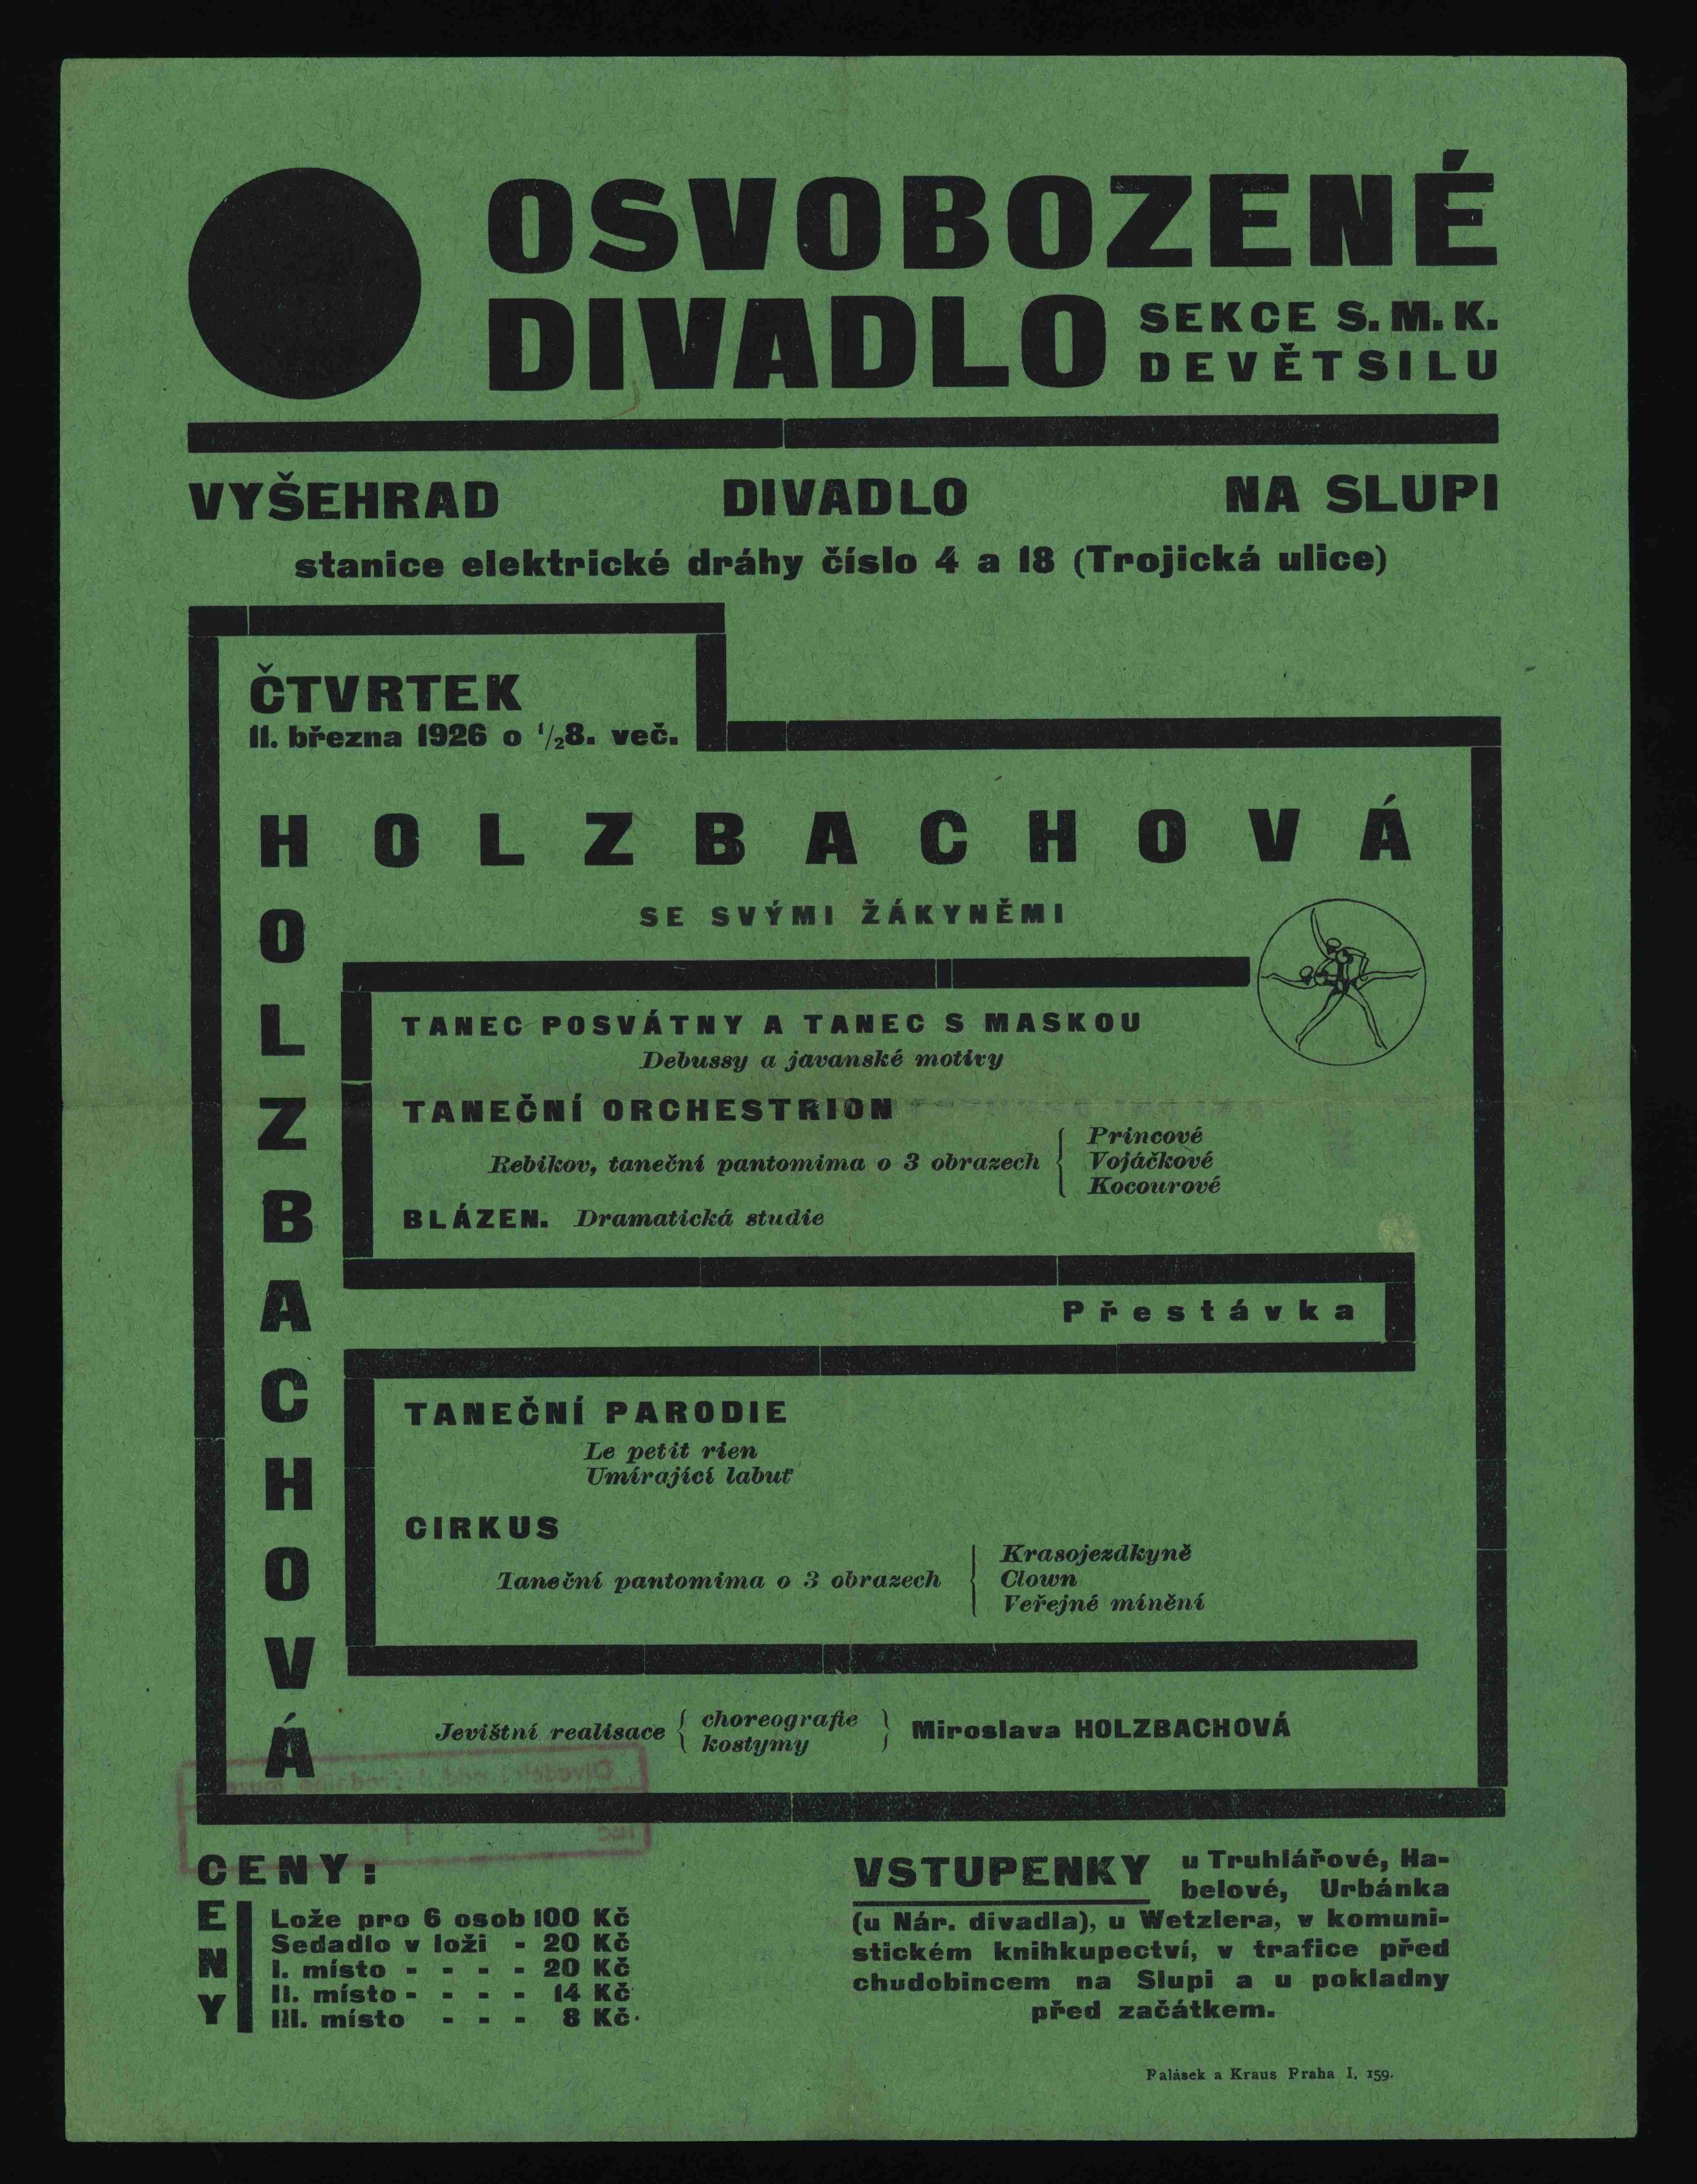 OSVOBOZENÉ
DIVADLO
SEKCE S. M. K.
DEVĚTSILU
VYŠEHRAD DIVADLO NA SLUPI
stanice elektrické dráhy číslo 4 a 18 (Trojická ulice)
ČTVRTEK
11. března 1926 o 1/28. več.
HOLZBACHOVÁ
HOLZBACHOVÁ
SE SVÝMI ŽÁKYNĚMI
TANEC POSVÁTNY A TANEC S MASKOU
Debussy a javanské motivy
TANEČNÍ ORCHESTRION
Rebikov, taneční pantomima o 3 obrazech
Princové
Vojáčkové
Kocourové
BLÁZEN. Dramatická studie
Přestávka
TANEČNÍ PARODIE
Le petit rien
Umírající labuť
CIRKUS
Taneční pantomima o 3 obrazech
Krasojezdkyně
Clown
Veřejné mínění
Jevištní realisace { choreografie
kostymy } Miroslava HOLZBACHOVÁ
CENY:
CENY
Lože pro 6 osob 100 Kč
Sedadlo v loži - 20 Kč
I. místo - - - - 20 Kč
II. místo - - - - 14 Kč
III. místo - - - 8 Kč.
VSTUPENKY u Truhlářové, Ha-
belové, Urbánka
(u Nár. divadla), u Wetzlera, v komuni-
stickém knihkupectví, v trafice před
chudobincem na Slupi a u pokladny
před začátkem.
Palásek a Kraus Praha I, 159.